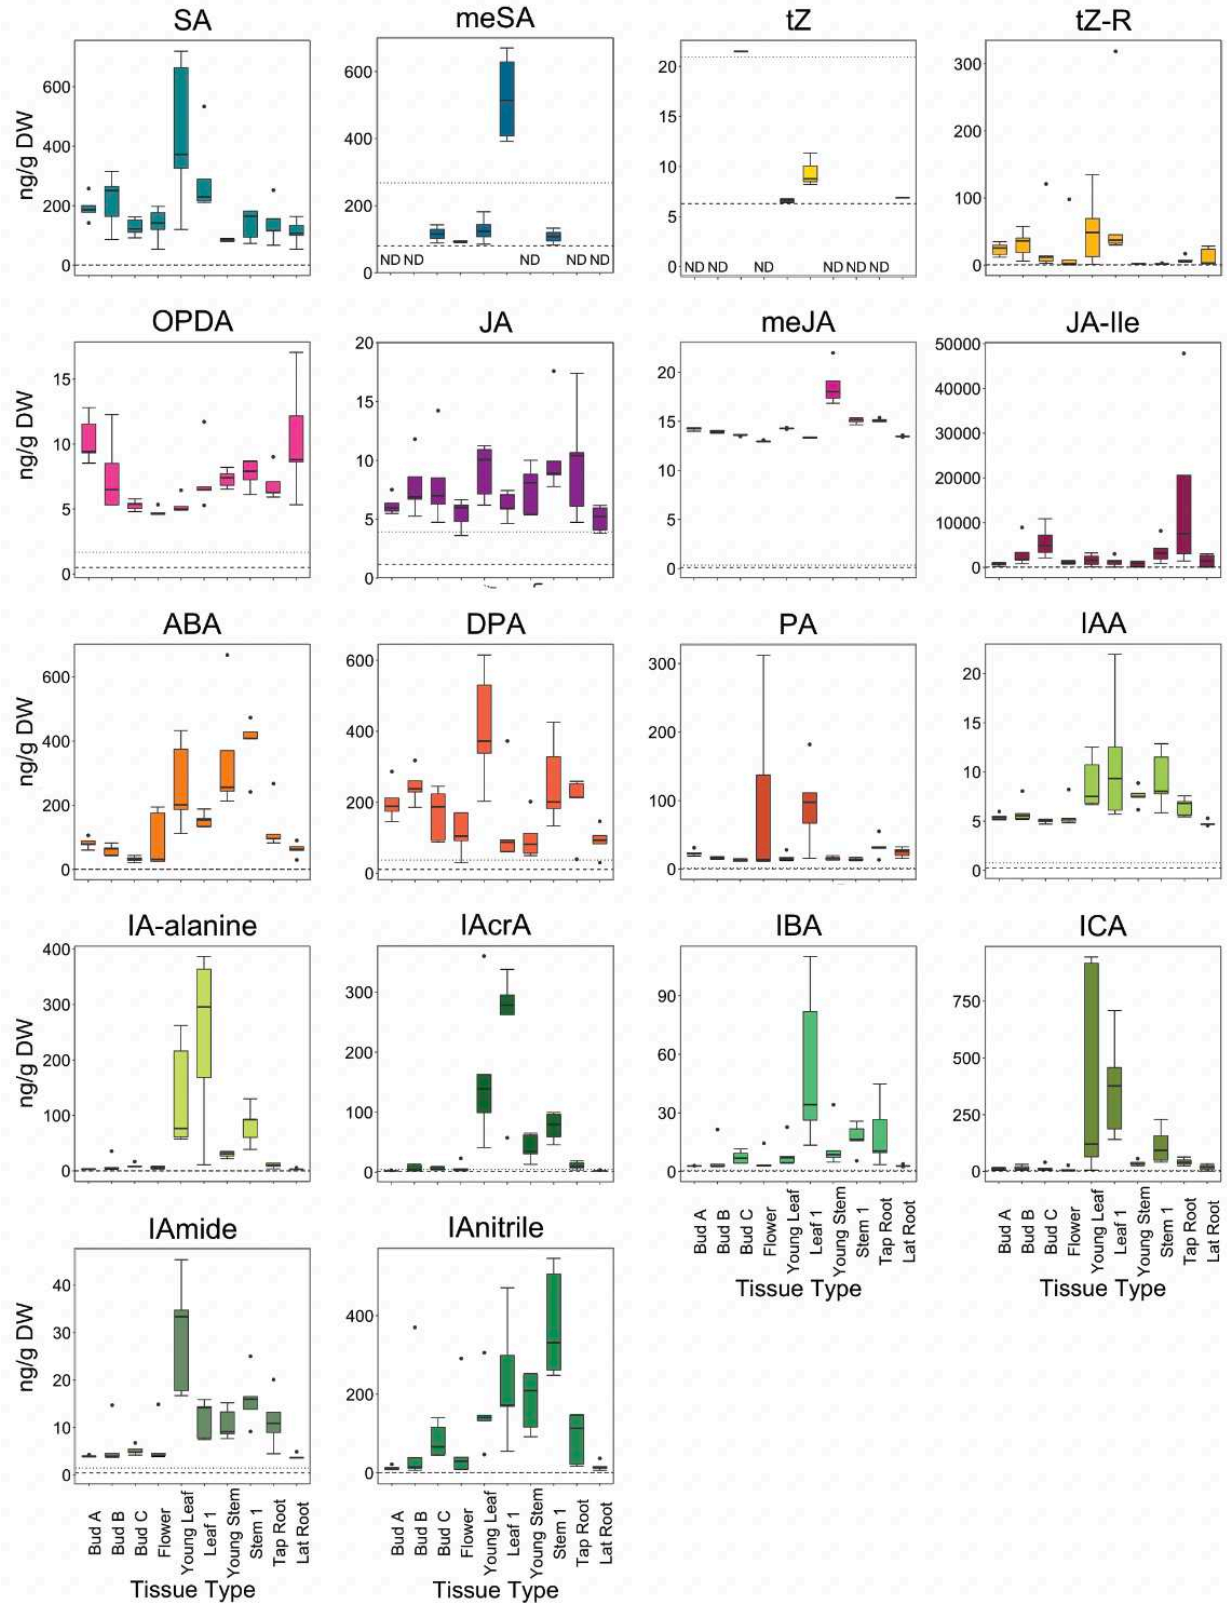 SA
meSA
tZ
tZ-R
ng/g DW
600
400
200
0
600
400
200
0
ND ND ND ND ND
20
15
10
5
0
ND ND ND ND ND ND
300
200
100
0
OPDA
JA
meJA
JA-Ile
ng/g DW
15
10
5
0
20
15
10
5
0
20
15
10
5
0
50000
40000
30000
20000
10000
0
ABA
DPA
PA
IAA
ng/g DW
600
400
200
0
600
400
200
0
300
200
100
0
20
15
10
5
0
IA-alanine
IAcrA
IBA
ICA
ng/g DW
400
300
200
100
0
300
200
100
0
90
60
30
0
750
500
250
0
Bud A
Bud B
Bud C
Flower
Young Leaf
Leaf 1
Young Stem
Stem 1
Tap Root
Lat Root
Tissue Type
Bud A
Bud B
Bud C
Flower
Young Leaf
Leaf 1
Young Stem
Stem 1
Tap Root
Lat Root
Tissue Type
IAmide
IAnitrile
ng/g DW
40
30
20
10
0
400
200
0
Bud A
Bud B
Bud C
Flower
Young Leaf
Leaf 1
Young Stem
Stem 1
Tap Root
Lat Root
Tissue Type
Bud A
Bud B
Bud C
Flower
Young Leaf
Leaf 1
Young Stem
Stem 1
Tap Root
Lat Root
Tissue Type